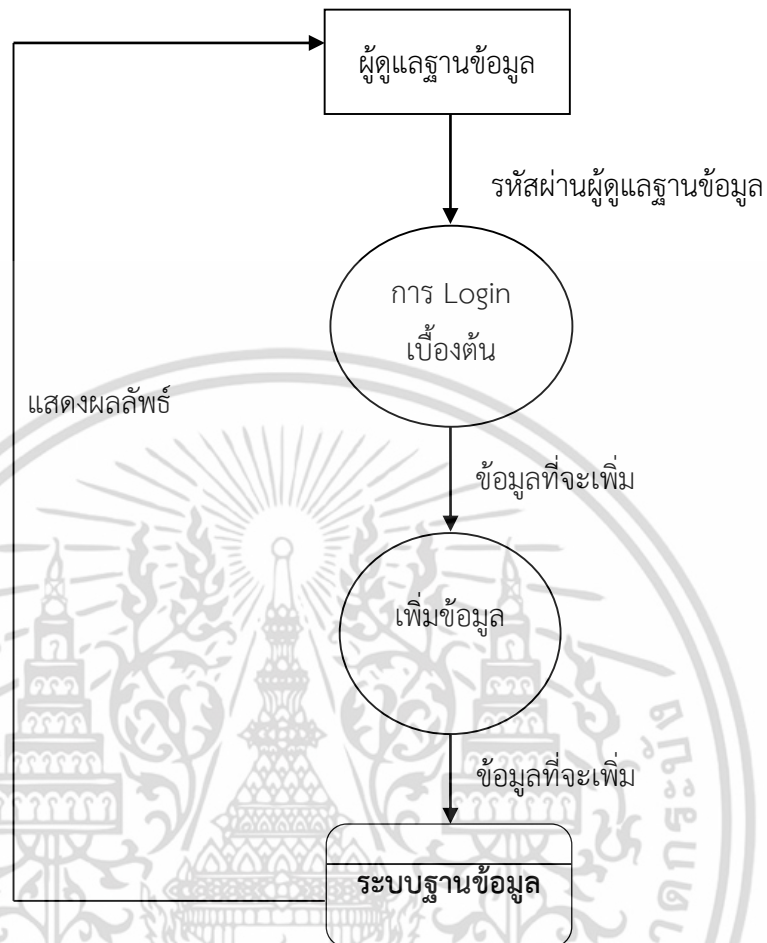 ผู้ดูแลฐานข้อมูล
รหัสผ่านผู้ดูแลฐานข้อมูล
การ Login
เบื้องต้น
แสดงผลลัพธ์
ข้อมูลที่จะเพิ่ม
เพิ่มข้อมูล
ข้อมูลที่จะเพิ่ม
ระบบฐานข้อมูล